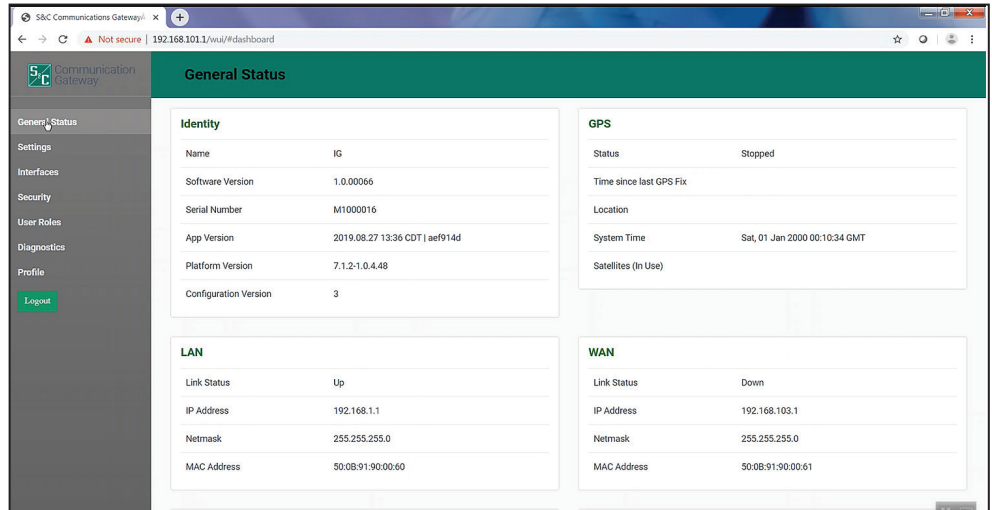 S&C Communications GatewayA
Not secure | 192.168.101.1/wui/#dashboard
S&C Communication
Gateway
General Status
General Status
Settings
Interfaces
Security
User Roles
Diagnostics
Profile
Logout
Identity
Name IG
Software Version 1.0.00066
Serial Number M1000016
App Version 2019.08.27 13:36 CDT | aef914d
Platform Version 7.1.2-1.0.4.48
Configuration Version 3
GPS
Status Stopped
Time since last GPS Fix
Location
System Time Sat, 01 Jan 2000 00:10:34 GMT
Satellites (In Use)
LAN
Link Status Up
IP Address 192.168.1.1
Netmask 255.255.255.0
MAC Address 50:0B:91:90:00:60
WAN
Link Status Down
IP Address 192.168.103.1
Netmask 255.255.255.0
MAC Address 50:0B:91:90:00:61